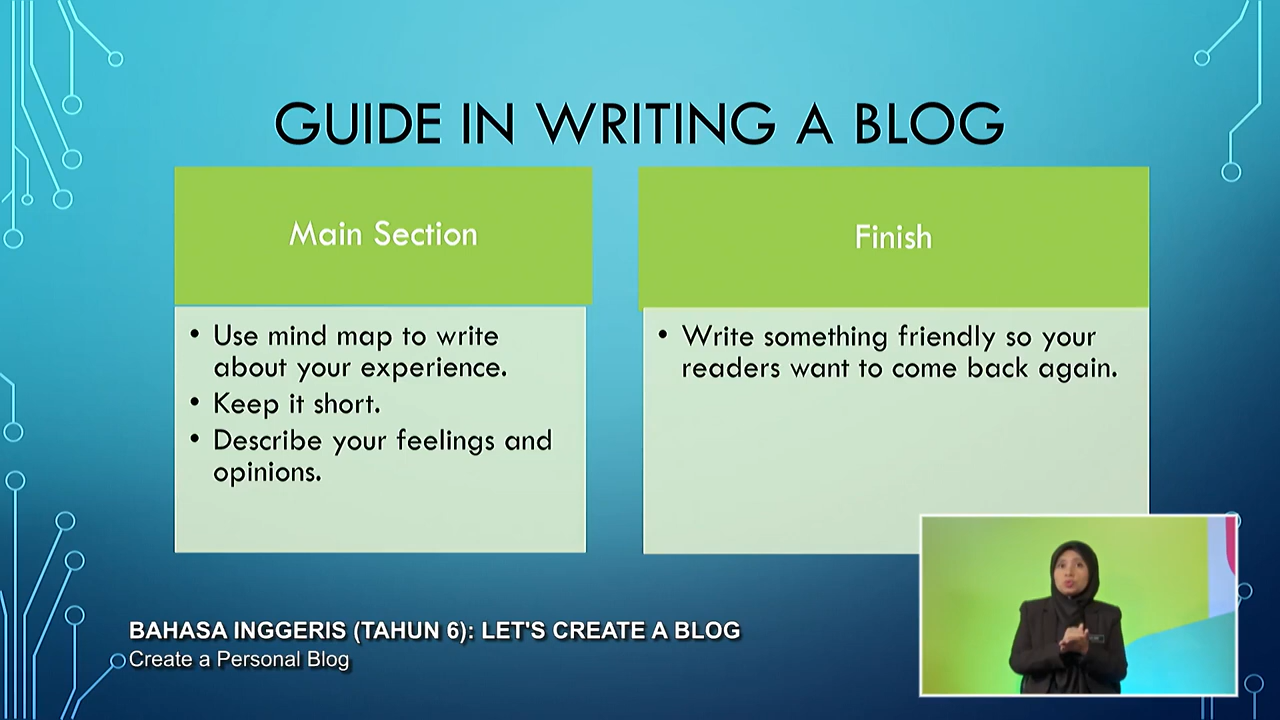 GUIDE IN WRITING A BLOG
Main Section
• Use mind map to write
about your experience.
• Keep it short.
• Describe your feelings and
opinions.
Finish
• Write something friendly so your
readers want to come back again.
BAHASA INGGERIS (TAHUN 6): LET'S CREATE A BLOG
Create a Personal Blog